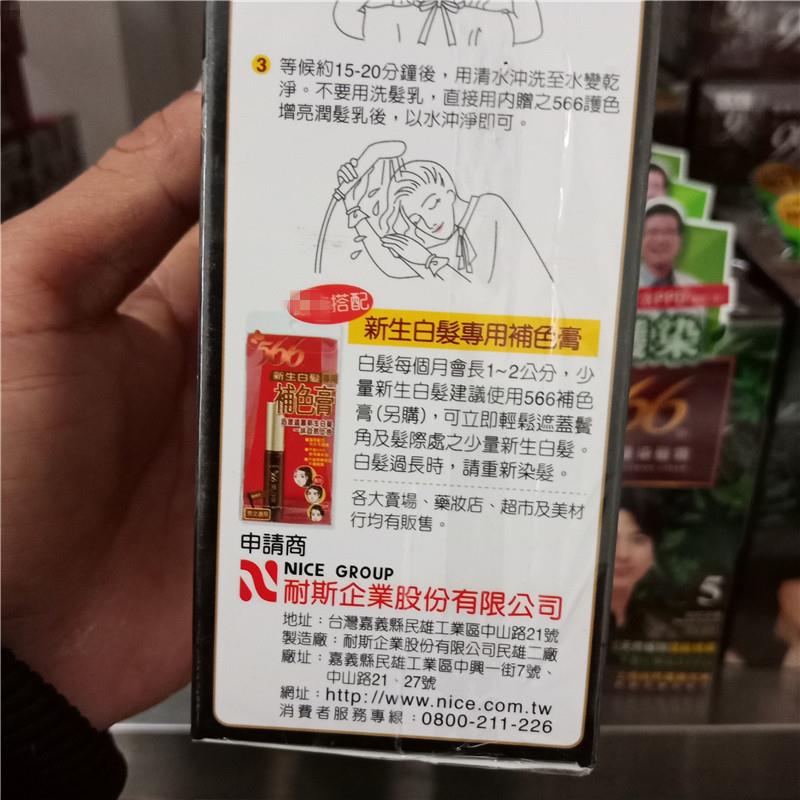 3 等候約15-20分鐘後，用清水沖洗至水變乾
淨。不要用洗髮乳，直接用內贈之566護色
增亮潤髮乳後，以水沖淨即可。
搭配
新生白髮專用補色膏
566
新生白髮專用
補色膏
白髮每個月會長1~2公分，少
量新生白髮建議使用566補色
膏(另購)，可立即輕鬆遮蓋鬢
角及髮際處之少量新生白髮。
白髮過長時，請重新染髮。
各大賣場、藥妝店、超市及美材
行均有販售。
申請商
NICE GROUP
耐斯企業股份有限公司
地址：台灣嘉義縣民雄工業區中山路21號
製造廠：耐斯企業股份有限公司民雄二廠
廠址：嘉義縣民雄工業區中興一街7號、
中山路21、27號
網址：http://www.nice.com.tw
消費者服務專線：0800-211-226
染
66
5